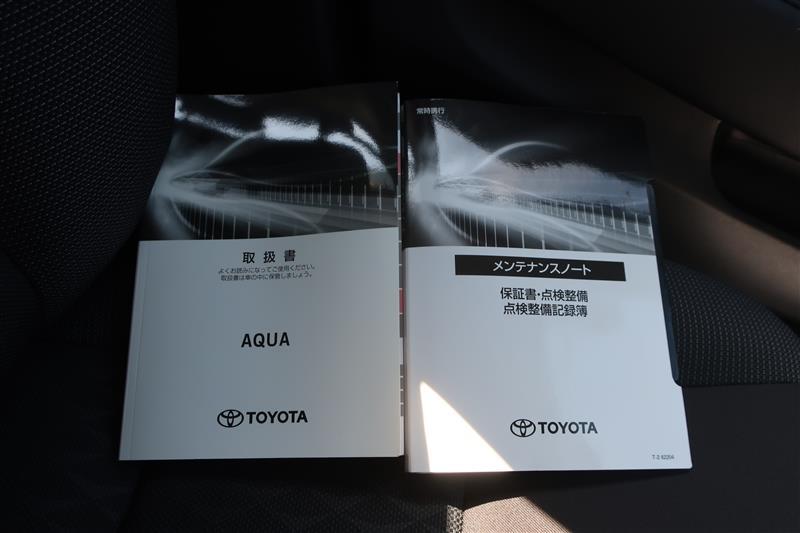 取扱書
よくお読みになってご使用ください。
取扱書は車の中に保管しましょう。
AQUA
TOYOTA
常時携行
メンテナンスノート
保証書・点検整備
点検整備記録簿
TOYOTA
T-2 62204